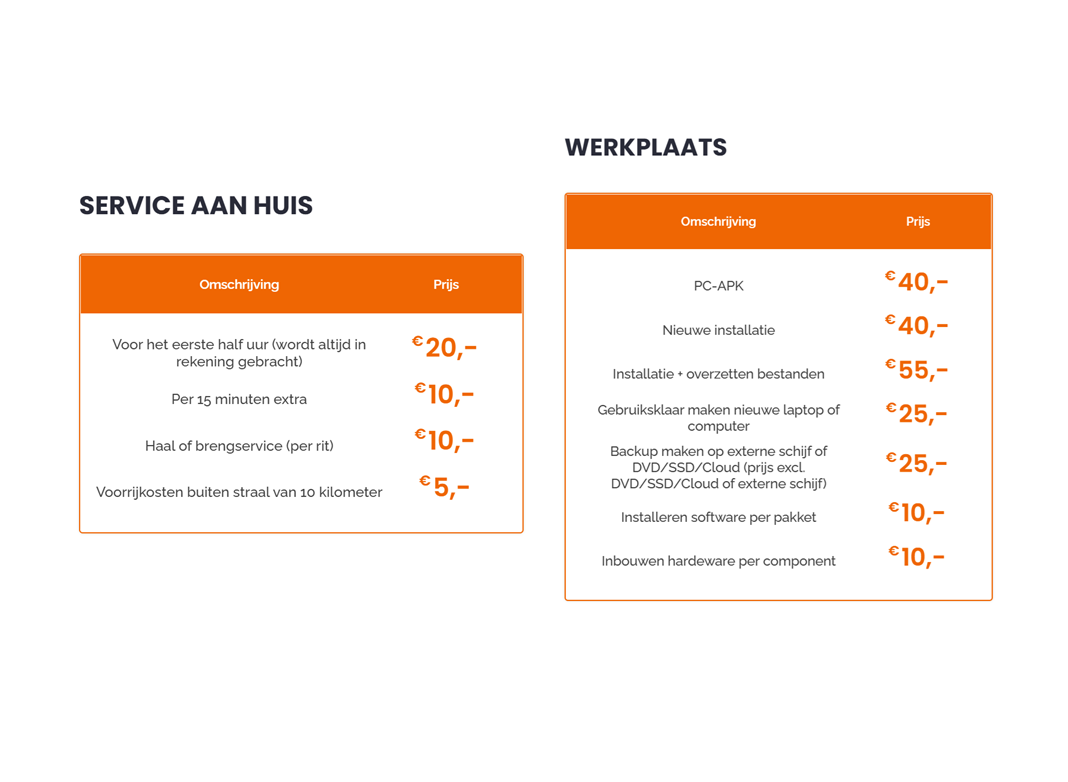 SERVICE AAN HUIS
Omschrijving Prijs
Voor het eerste half uur (wordt altijd in
rekening gebracht)
€20,-
Per 15 minuten extra €10,-
Haal of brengservice (per rit) €10,-
Voorrijkosten buiten straal van 10 kilometer €5,-
WERKPLAATS
Omschrijving Prijs
PC-APK €40,-
Nieuwe installatie €40,-
Installatie + overzetten bestanden €55,-
Gebruiksklaar maken nieuwe laptop of
computer
€25,-
Backup maken op externe schijf of
DVD/SSD/Cloud (prijs excl.
DVD/SSD/Cloud of externe schijf)
€25,-
Installeren software per pakket €10,-
Inbouwen hardeware per component €10,-